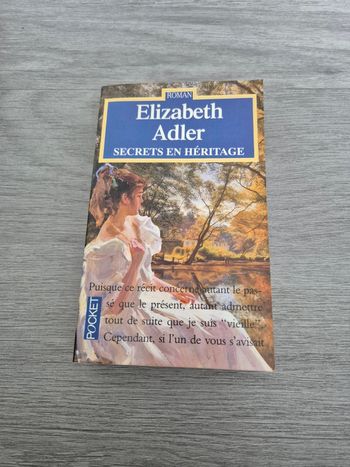 ROMAN
Elizabeth
Adler
SECRETS EN HÉRITAGE
Puisque ce récit concerne autant le pas-
sé que le présent, autant admettre
tout de suite que je suis "vieille".
Cependant, si l'un de vous s'avisait
POCKET